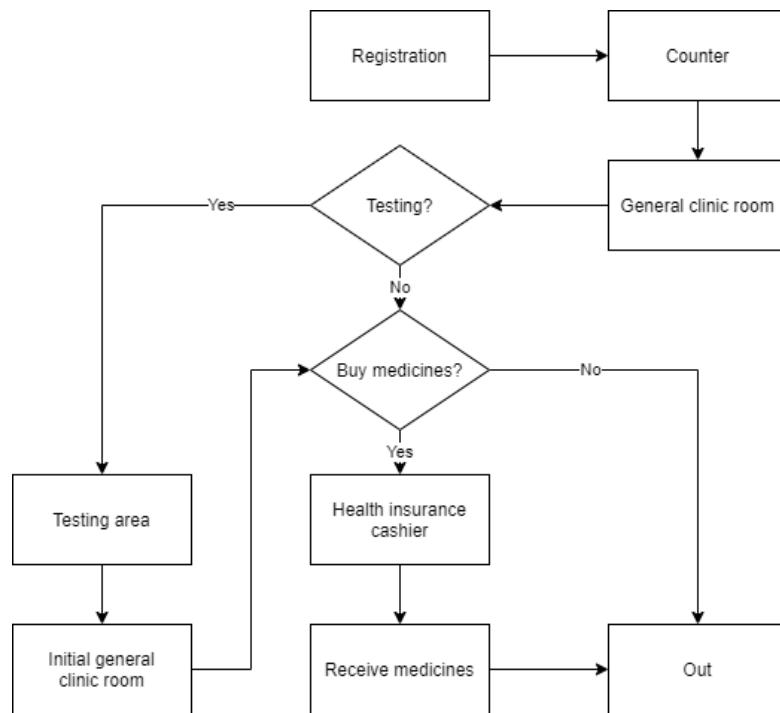 Registration
Counter
General clinic room
Testing?
Yes
No
Buy medicines?
No
Yes
Testing area
Health insurance
cashier
Initial general
clinic room
Receive medicines
Out